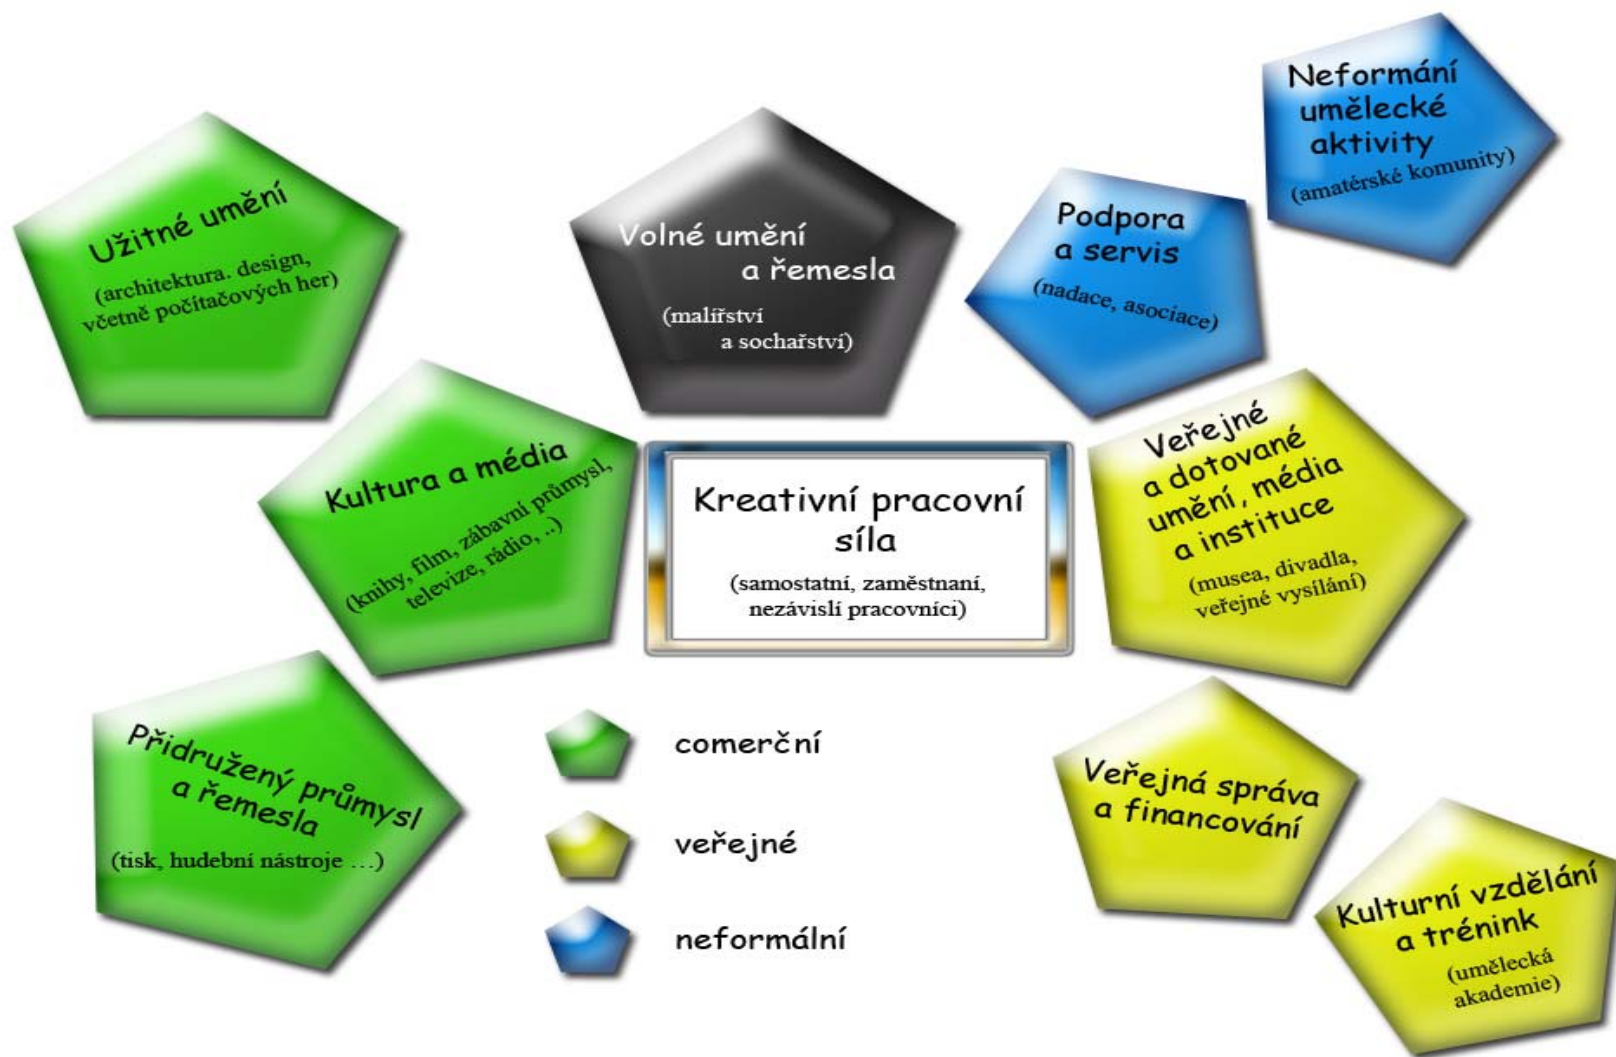 Užitné umění
(architektura. design,
včetně počítačových her)
Volné umění
a řemesla
(malířství
a sochařství)
Podpora
a servis
(nadace, asociace)
Neformání
umělecké
aktivity
(amatérské komunity)
Kultura a média
(knihy, film, zábavní průmysl,
televize, rádio, ..)
Kreativní pracovní
síla
(samostatní, zaměstnaní,
nezávislí pracovníci)
Veřejné
a dotované
umění, média
a instituce
(musea, divadla,
veřejné vysílání)
Přidružený průmysl
a řemesla
(tisk, hudební nástroje …)
comerční
veřejné
neformální
Veřejná správa
a financování
Kulturní vzdělání
a trénink
(umělecká
akademie)